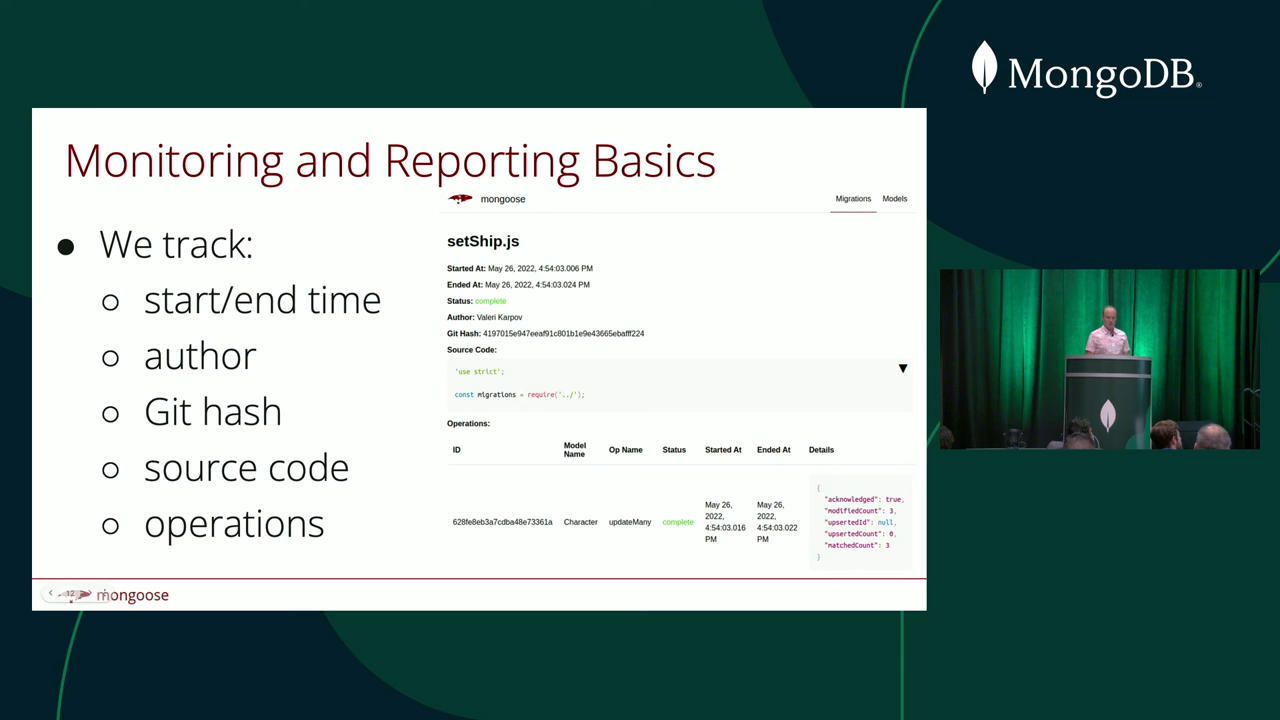 MongoDB®
Monitoring and Reporting Basics
mongoose
Migrations Models
● We track:
○ start/end time
○ author
○ Git hash
○ source code
○ operations
setShip.js
Started At: May 26, 2022, 4:54:03.006 PM
Ended At: May 26, 2022, 4:54:03.024 PM
Status: complete
Author: Valeri Karpov
Git Hash: 4197015e947eeaf91c801b1e9e43665ebafff224
Source Code:
'use strict';
const migrations = require('../');
Operations:
ID Model Name Op Name Status Started At Ended At Details
628fe8eb3a7cdba48e73361a Character updateMany complete May 26, 2022, 4:54:03.016 PM May 26, 2022, 4:54:03.022 PM
{
"acknowledged": true,
"modifiedCount": 3,
"upsertedId": null,
"upsertedCount": 0,
"matchedCount": 3
}
12
mongoose